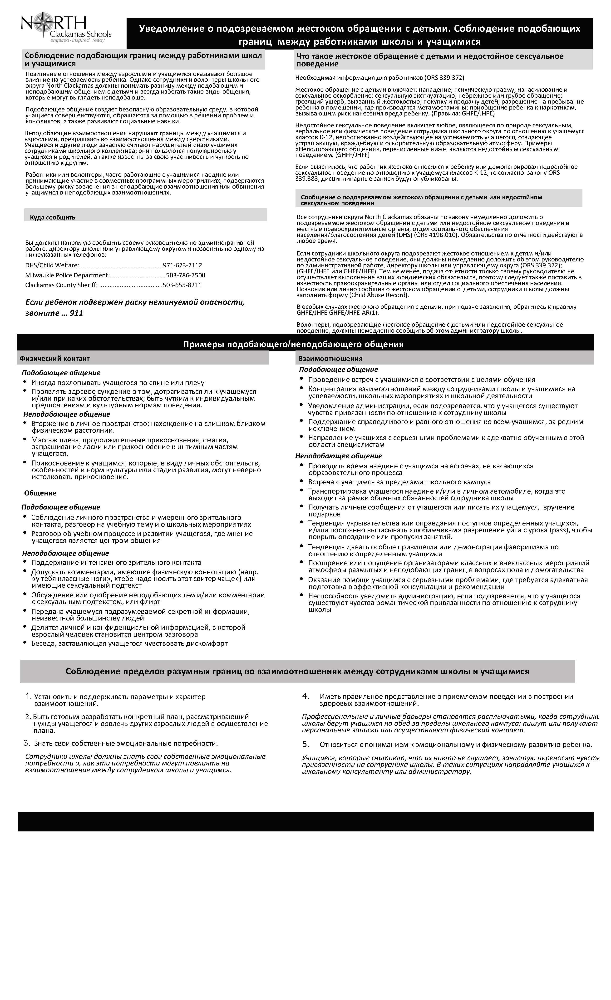 NORTH
Clackamas Schools
engaged · inspired · ready
Уведомление о подозреваемом жестоком обращении с детьми. Соблюдение подобающих
границ между работниками школы и учащимися
Соблюдение подобающих границ между работниками школ
и учащимися
Позитивные отношения между взрослыми и учащимися оказывают большое
влияние на успеваемость ребенка. Однако сотрудники и волонтеры школьного
округа North Clackamas должны понимать разницу между подобающим и
неподобающим общением с детьми и всегда избегать такие виды общения,
которые могут выглядеть неподобающе.
Подобающее общение создает безопасную образовательную среду, в которой
учащиеся совершенствуются, обращаются за помощью в решении проблем и
конфликтов, а также развивают социальные навыки.
Неподобающие взаимоотношения нарушают границы между учащимися и
взрослыми, превращаясь во взаимоотношения между сверстниками.
Учащиеся и другие люди зачастую считают нарушителей «наилучшими»
сотрудниками школьного коллектива; они пользуются популярностью у
учащихся и родителей, а также известны за свою участливость и чуткость по
отношению к другим.
Работники или волонтеры, часто работающие с учащимися наедине или
принимающие участие в совместных программных мероприятиях, подвергаются
большему риску вовлечения в неподобающие взаимоотношения или обвинения
учащимися в неподобающих взаимоотношениях.
Куда сообщить
Вы должны напрямую сообщить своему руководителю по административной
работе, директору школы или управляющему округом и позвонить по одному из
нижеуказанных телефонов:
DHS/Child Welfare: ................................................971-673-7112
Milwaukie Police Department: ................................503-786-7500
Clackamas County Sheriff: .....................................503-655-8211
Если ребенок подвержен риску неминуемой опасности,
звоните ... 911
Что такое жестокое обращение с детьми и недостойное сексуальное
поведение
Необходимая информация для работников (ORS 339.372)
Жестокое обращение с детьми включает: нападение; психическую травму; изнасилование и
сексуальное оскорбление; сексуальную эксплуатацию; небрежное или грубое обращение;
грозящий ущерб, вызванный жестокостью; покупку и продажу детей; разрешение на пребывание
ребенка в помещении, где производятся метамфетамины; приобщение ребенка к наркотикам,
вызывающим риск нанесения вреда ребенку. (Правила: GHFE/JHFE)
Недостойное сексуальное поведение включает любое, являющееся по природе сексуальным,
вербальное или физическое поведение сотрудника школьного округа по отношению к учащемуся
классов К-12, необоснованно воздействующее на успеваемость учащегося, создающее
устрашающую, враждебную и оскорбительную образовательную атмосферу. Примеры
«Неподобающего общения», перечисленные ниже, являются недостойным сексуальным
поведением. (GHFF/JHFF)
Если выяснилось, что работник жестоко относился к ребенку или демонстрировал недостойное
сексуальное поведение по отношению к учащемуся классов К-12, то согласно закону ORS
339.388, дисциплинарные записи будут опубликованы.
Сообщение о подозреваемом жестоком обращении с детьми или недостойном
сексуальном поведении
Все сотрудники округа North Clackamas обязаны по закону немедленно доложить о
подозреваемом жестоком обращении с детьми или недостойном сексуальном поведении в
местные правоохранительные органы, отдел социального обеспечения
населения/благосостояния детей (DHS) (ORS 419B.010). Обязательства по отчетности действуют в
любое время.
Если сотрудники школьного округа подозревают жестокое отношением к детям и/или
недостойное сексуальное поведение, они должны немедленно доложить об этом руководителю
по административной работе, директору школы или управляющему округа (ORS 339.372);
(GHFE/JHFE или GHFF/JHFF). Тем не менее, подача отчетности только своему руководителю не
осуществляет выполнение ваших юридических обязательств, поэтому следует также поставить в
известность правоохранительные органы или отдел социального обеспечения населения.
Позвонив или лично сообщив о жестоком обращении с детьми, сотрудники школы должны
заполнить форму (Child Abuse Record).
В особых случаях жестокого обращения с детьми, при подаче заявления, обратитесь к правилу
GHFE/JHFE GHFE/JHFE-AR(1).
Волонтеры, подозревающие жестокое обращение с детьми или недостойное сексуальное
поведение, должны немедленно сообщить об этом администратору школы.
Примеры подобающего/неподобающего общения
Физический контакт
Подобающее общение
• Иногда похлопывать учащегося по спине или плечу
• Проявлять здравое суждение о том, дотрагиваться ли к учащемуся
и/или при каких обстоятельствах; быть чутким к индивидуальным
предпочтениям и культурным нормам поведения.
Неподобающее общение
• Вторжение в личное пространство; нахождение на слишком близком
физическом расстоянии.
• Массаж плеча, продолжительные прикосновения, сжатия,
запрашивание ласки или прикосновение к интимным частям
учащегося.
• Прикосновение к учащимся, которые, в виду личных обстоятельств,
особенностей и норм культуры или стадии развития, могут неверно
истолковать прикосновение.
Общение
Подобающее общение
• Соблюдение личного пространства и умеренного зрительного
контакта, разговор на учебную тему и о школьных мероприятиях
• Разговор об учебном процессе и развитии учащегося, где мнение
учащегося является центром общения
Неподобающее общение
• Поддержание интенсивного зрительного контакта
• Допускать комментарии, имеющие физическую коннотацию (напр.
«у тебя классные ноги», «тебе надо носить этот свитер чаще») или
имеющие сексуальный подтекст
• Обсуждение или одобрение неподобающих тем и/или комментарии
с сексуальным подтекстом, или флирт
• Передача учащемуся подразумеваемой секретной информации,
неизвестной большинству людей
• Делится личной и конфиденциальной информацией, в которой
взрослый человек становится центром разговора
• Беседа, заставляющая учащегося чувствовать дискомфорт
Взаимоотношения
Подобающее общение
• Проведение встреч с учащимися в соответствии с целями обучения
• Концентрация взаимоотношений между сотрудниками школы и учащимися на
успеваемости, школьных мероприятиях и школьной деятельности
• Уведомление администрации, если подозревается, что у учащегося существуют
чувства привязанности по отношению к сотруднику школы
• Поддержание справедливого и равного отношения ко всем учащимся, за редким
исключением
• Направление учащихся с серьезными проблемами к адекватно обученным в этой
области специалистам
Неподобающее общение
• Проводить время наедине с учащимся на встречах, не касающихся
образовательного процесса
• Встреча с учащимся за пределами школьного кампуса
• Транспортировка учащегося наедине и/или в личном автомобиле, когда это
выходит за рамки обычных обязанностей сотрудника школы
• Получать личные сообщения от учащегося или писать их учащемуся, вручение
подарков
• Тенденция укрывательства или оправдания поступков определенных учащихся,
и/или постоянно выписывать «любимчикам» разрешение уйти с урока (pass), чтобы
покрыть опоздание или пропуски занятий.
• Тенденция давать особые привилегии или демонстрация фаворитизма по
отношению к определенным учащимся
• Поощрение или попущение организаторами классных и внеклассных мероприятий
атмосферы размытых и неподобающих границ в вопросах пола и домогательства
• Оказание помощи учащимся с серьезными проблемами, где требуется адекватная
подготовка в эффективной консультации и рекомендации
• Неспособность уведомить администрацию, если подозревается, что у учащегося
существуют чувства романтической привязанности по отношению к сотруднику
школы
Соблюдение пределов разумных границ во взаимоотношениях между сотрудниками школы и учащимися
1. Установить и поддерживать параметры и характер
взаимоотношений.
2. Быть готовым разработать конкретный план, рассматривающий
нужды учащегося и вовлечь других взрослых людей в осуществление
плана.
3. Знать свои собственные эмоциональные потребности.
Сотрудники школы должны знать свои собственные эмоциональные
потребности и, как эти потребности могут повлиять на
взаимоотношения между сотрудником школы и учащимся.
4. Иметь правильное представление о приемлемом поведении в построении
здоровых взаимоотношений.
Профессиональные и личные барьеры становятся расплывчатыми, когда сотрудники
школы берут учащихся на обед за пределы школьного кампуса; пишут или получают
персональные записки или осуществляют физический контакт.
5. Относиться с пониманием к эмоциональному и физическому развитию ребенка.
Учащиеся, которые считают, что их никто не слушает, зачастую переносят
привязанности на сотрудника школы. В таких ситуациях направляйте учащихся к
школьному консультанту или администратору.